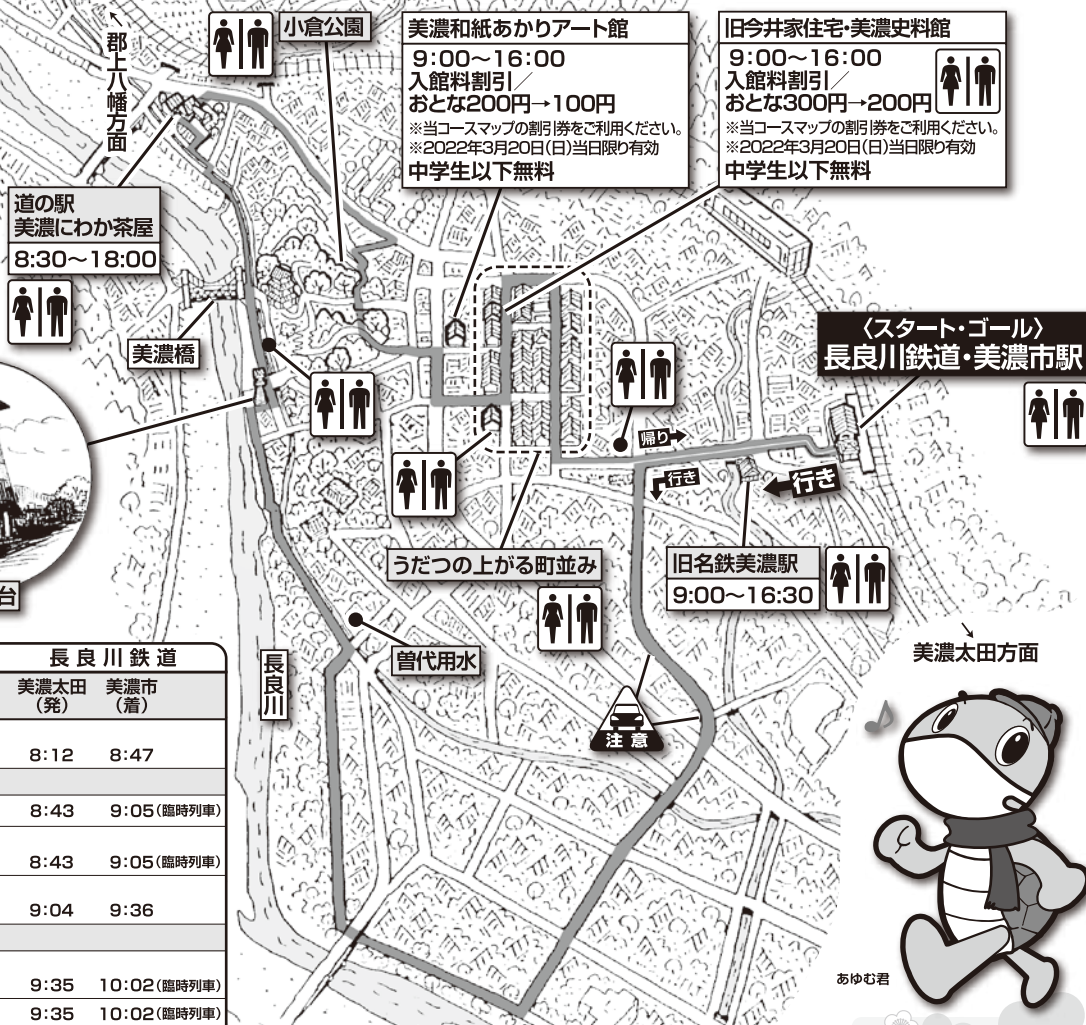 ↑郡上八幡方面
小倉公園
美濃和紙あかりアート館
9:00～16:00
入館料割引／
おとな200円→100円
※当コースマップの割引券をご利用ください。
※2022年3月20日(日)当日限り有効
中学生以下無料
旧今井家住宅・美濃史料館
9:00～16:00
入館料割引／
おとな300円→200円
※当コースマップの割引券をご利用ください。
※2022年3月20日(日)当日限り有効
中学生以下無料
道の駅
美濃にわか茶屋
8:30～18:00
美濃橋
〈スタート・ゴール〉
長良川鉄道・美濃市駅
帰り→
行き
←行き
うだつの上がる町並み
旧名鉄美濃駅
9:00～16:30
台
曽代用水
長良川
注意
美濃太田方面
長良川鉄道
美濃太田 美濃市
(発) (着)
8:12 8:47
8:43 9:05(臨時列車)
8:43 9:05(臨時列車)
9:04 9:36
9:35 10:02(臨時列車)
9:35 10:02(臨時列車)
あゆむ君